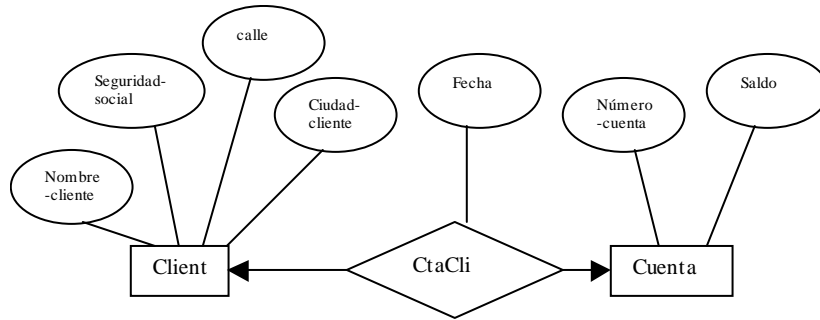 calle
Seguridad-
social
Fecha
Saldo
Ciudad-
cliente
Número
-cuenta
Nombre
-cliente
Client
CtaCli
Cuenta